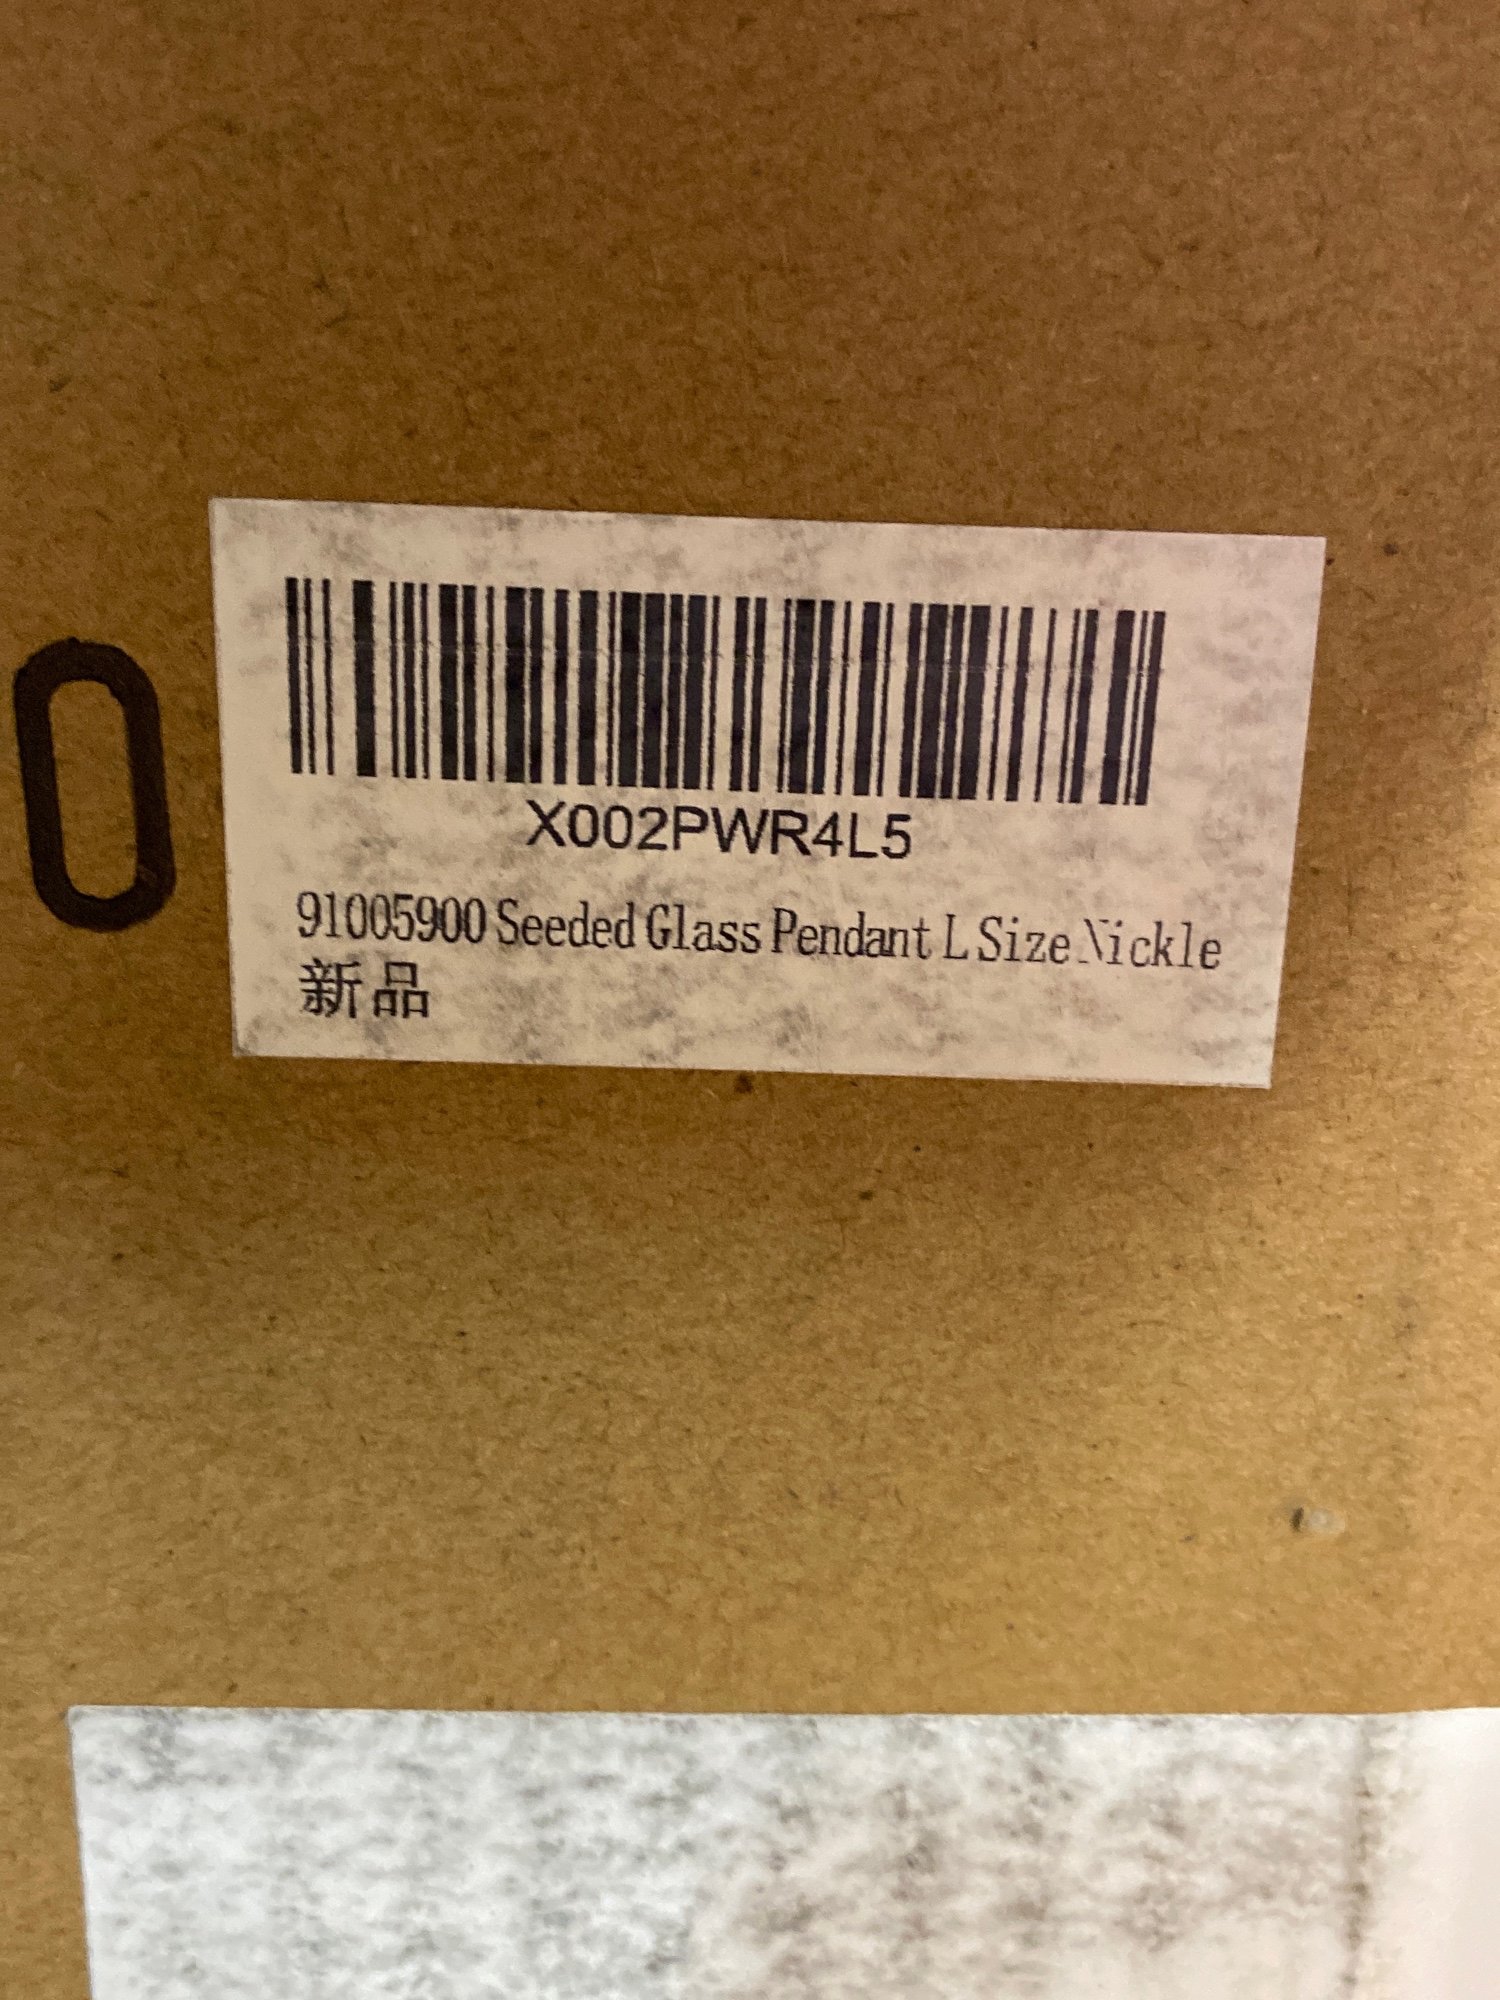 0
X002PWR4L5
91005900 Seeded Glass Pendant L Size Nickle
新品